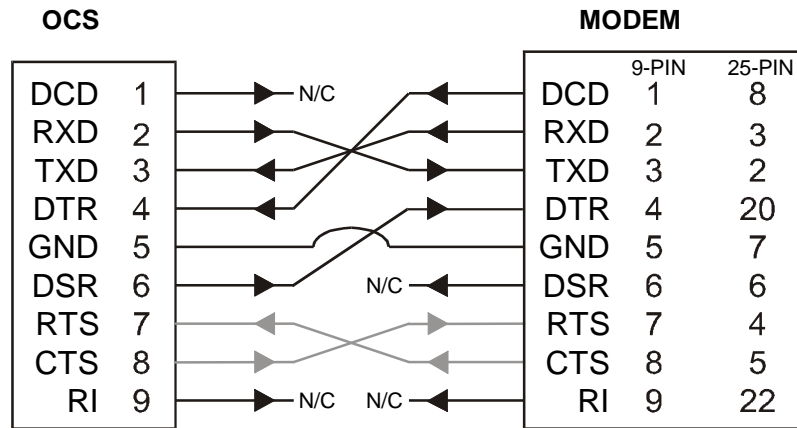 OCS MODEM
9-PIN 25-PIN
DCD 1 N/C DCD 1 8
RXD 2 RXD 2 3
TXD 3 TXD 3 2
DTR 4 DTR 4 20
GND 5 GND 5 7
DSR 6 N/C DSR 6 6
RTS 7 RTS 7 4
CTS 8 CTS 8 5
RI 9 N/C N/C RI 9 22